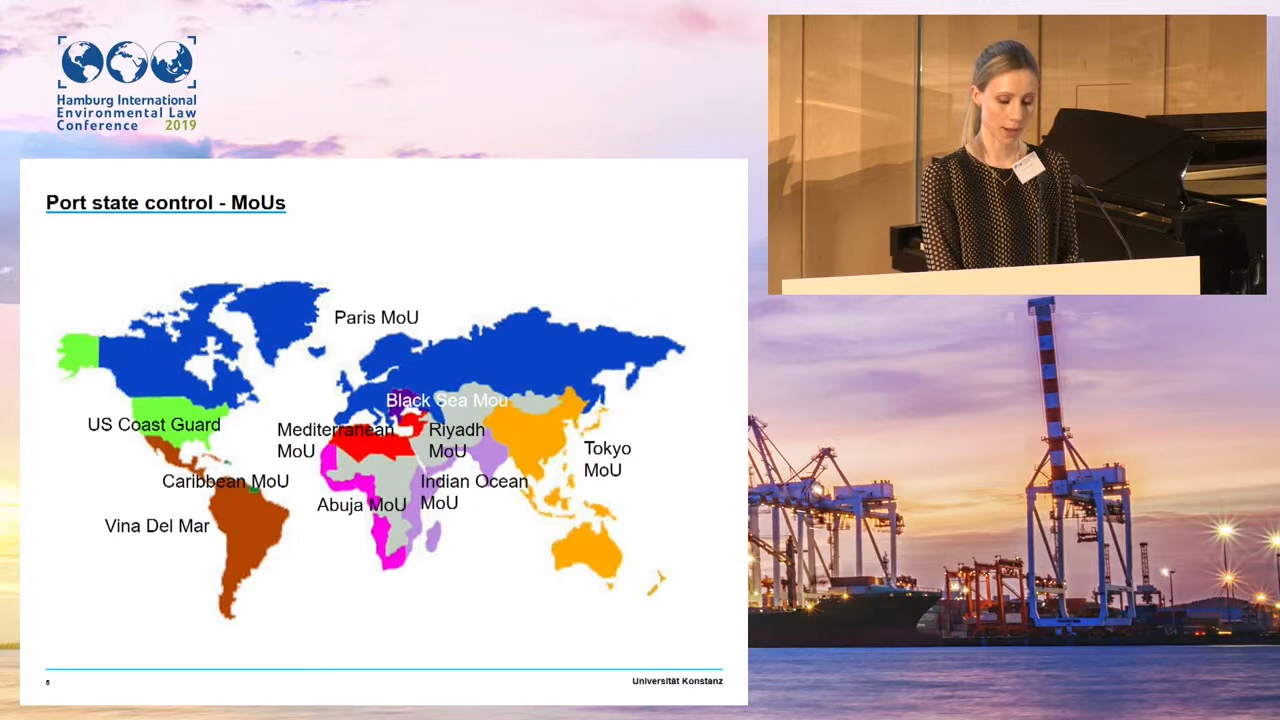 Hamburg International
Environmental Law
Conference 2019
Port state control - MoUs
Paris MoU
Black Sea Mou
US Coast Guard
Mediterranean
MoU
Riyadh
MoU
Tokyo
MoU
Caribbean MoU
Indian Ocean
MoU
Abuja MoU
Vina Del Mar
Universität Konstanz